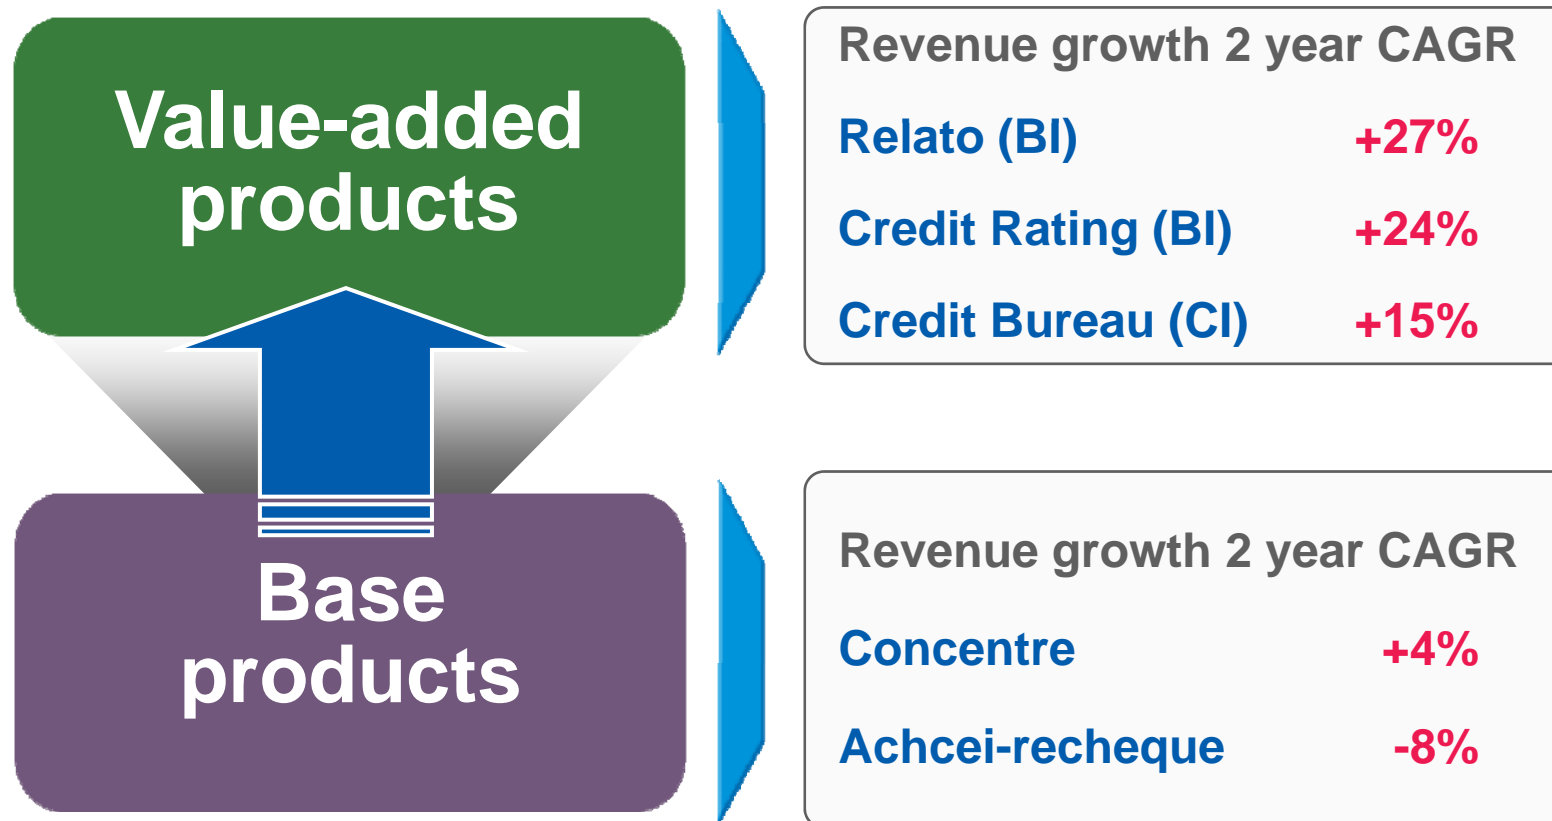 Value-added
products
Revenue growth 2 year CAGR
Relato (BI) +27%
Credit Rating (BI) +24%
Credit Bureau (CI) +15%
Base
products
Revenue growth 2 year CAGR
Concentre +4%
Achcei-recheque -8%